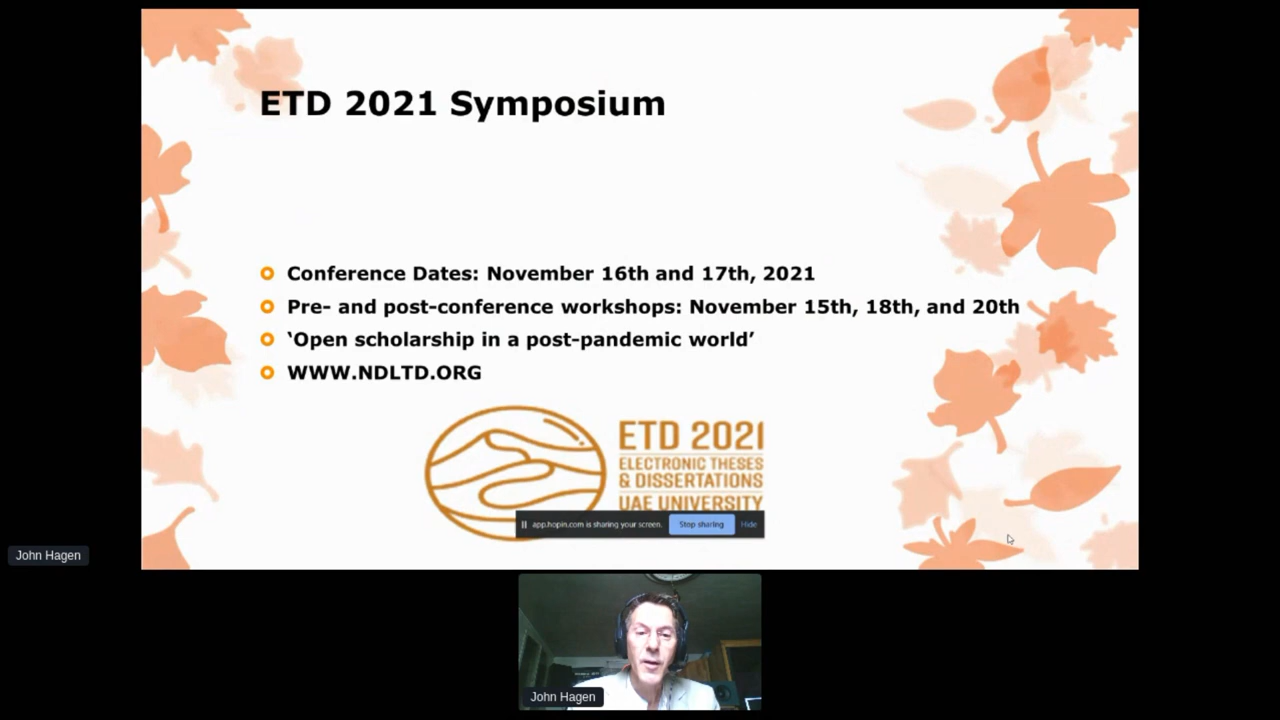 ETD 2021 Symposium
Conference Dates: November 16th and 17th, 2021
Pre- and post-conference workshops: November 15th, 18th, and 20th
‘Open scholarship in a post-pandemic world’
WWW.NDLTD.ORG
ETD 2021
ELECTRONIC THESES
& DISSERTATIONS
UAE UNIVERSITY
app.hopin.com is sharing your screen. Stop sharing Hide
John Hagen
John Hagen